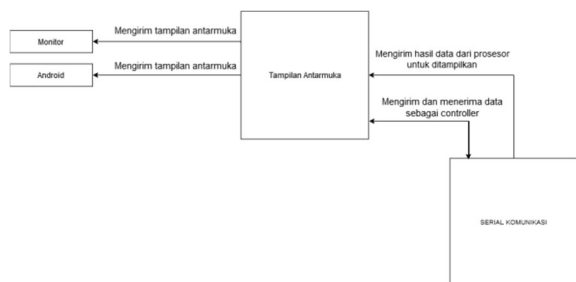 Mengirim tampilan antarmuka
Monitor
Mengirim tampilan antarmuka
Android
Tampilan Antarmuka
Mengirim hasil data dari prosesor
untuk ditampilkan
Mengirim dan menerima data
sebagai controller
SERIAL KOMUNIKASI